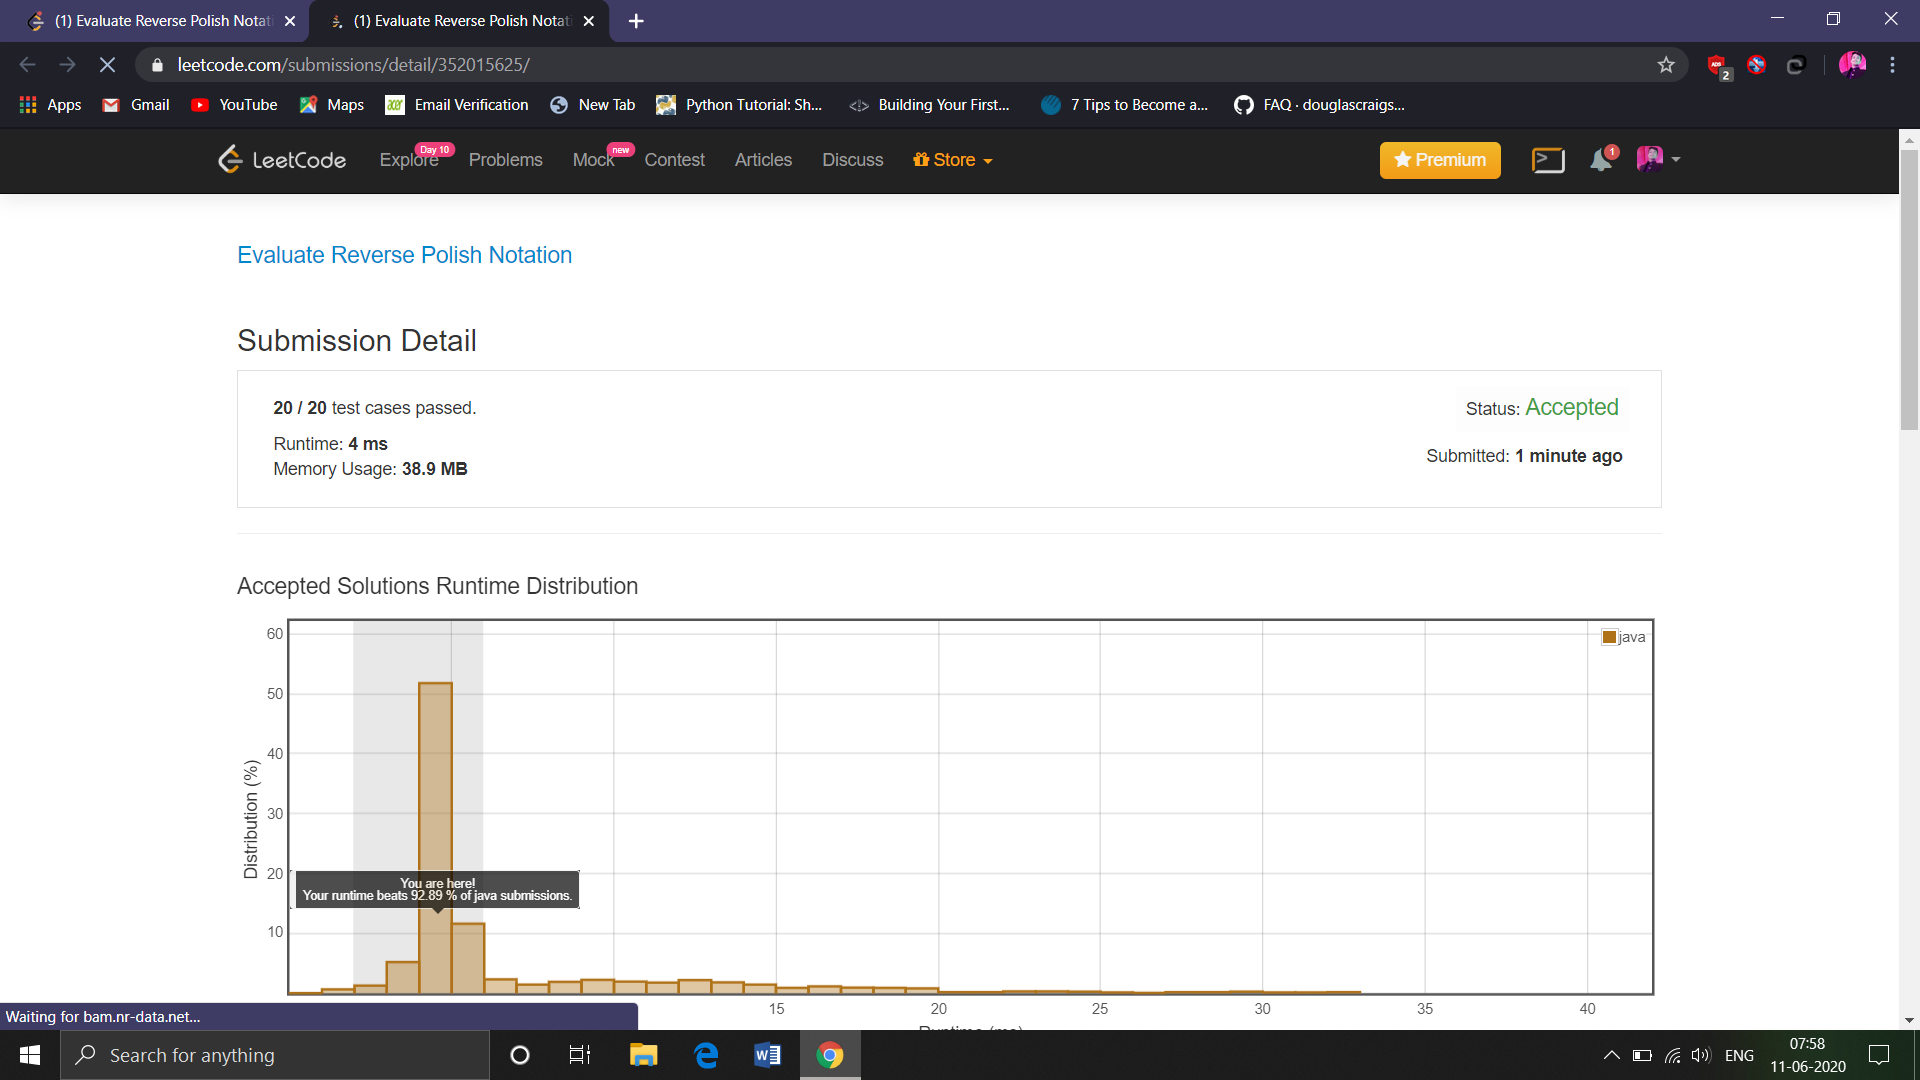 (1) Evaluate Reverse Polish Notati
(1) Evaluate Reverse Polish Notati
leetcode.com/submissions/detail/352015625/
ADS
2
Apps
Gmail
YouTube
Maps
acer
Email Verification
New Tab
Python Tutorial: Sh...
Building Your First...
7 Tips to Become a...
FAQ · douglascraigs...
LeetCode
Explore
Day 10
Problems
Mock
new
Contest
Articles
Discuss
Store
Premium
1
Evaluate Reverse Polish Notation
Submission Detail
20 / 20 test cases passed.
Status: Accepted
Runtime: 4 ms
Submitted: 1 minute ago
Memory Usage: 38.9 MB
Accepted Solutions Runtime Distribution
60
50
40
30
20
10
Distribution (%)
java
You are here!
Your runtime beats 92.89 % of java submissions.
15
20
25
30
35
40
Runtime (ms)
Waiting for bam.nr-data.net...
Search for anything
ENG
07:58
11-06-2020